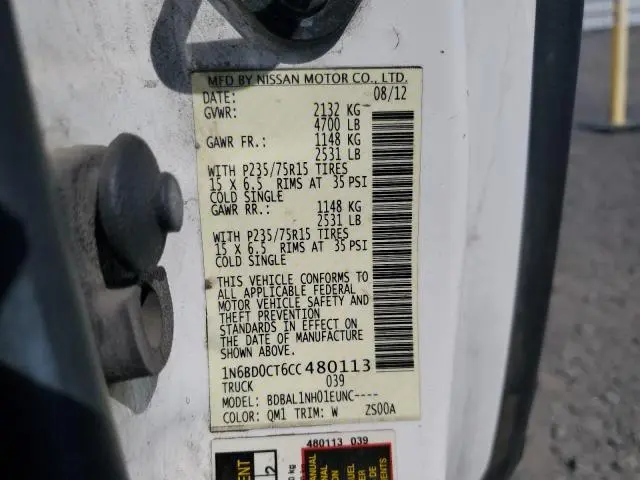 MFD BY NISSAN MOTOR CO., LTD.
DATE: 08/12
GVWR: 2132 KG
4700 LB
GAWR FR.: 1148 KG
2531 LB
WITH P235/75R15 TIRES
15 X 6.5 RIMS AT 35 PSI
COLD SINGLE
GAWR RR.: 1148 KG
2531 LB
WITH P235/75R15 TIRES
15 X 6.5 RIMS AT 35 PSI
COLD SINGLE
THIS VEHICLE CONFORMS TO
ALL APPLICABLE FEDERAL
MOTOR VEHICLE SAFETY AND
THEFT PREVENTION
STANDARDS IN EFFECT ON
THE DATE OF MANUFACTURE
SHOWN ABOVE.
1N6BD0CT6CC480113
TRUCK 039
MODEL: BDBAL1NH01EUNC----
COLOR: QM1 TRIM: W ZS00A
480113 039
MANUAL